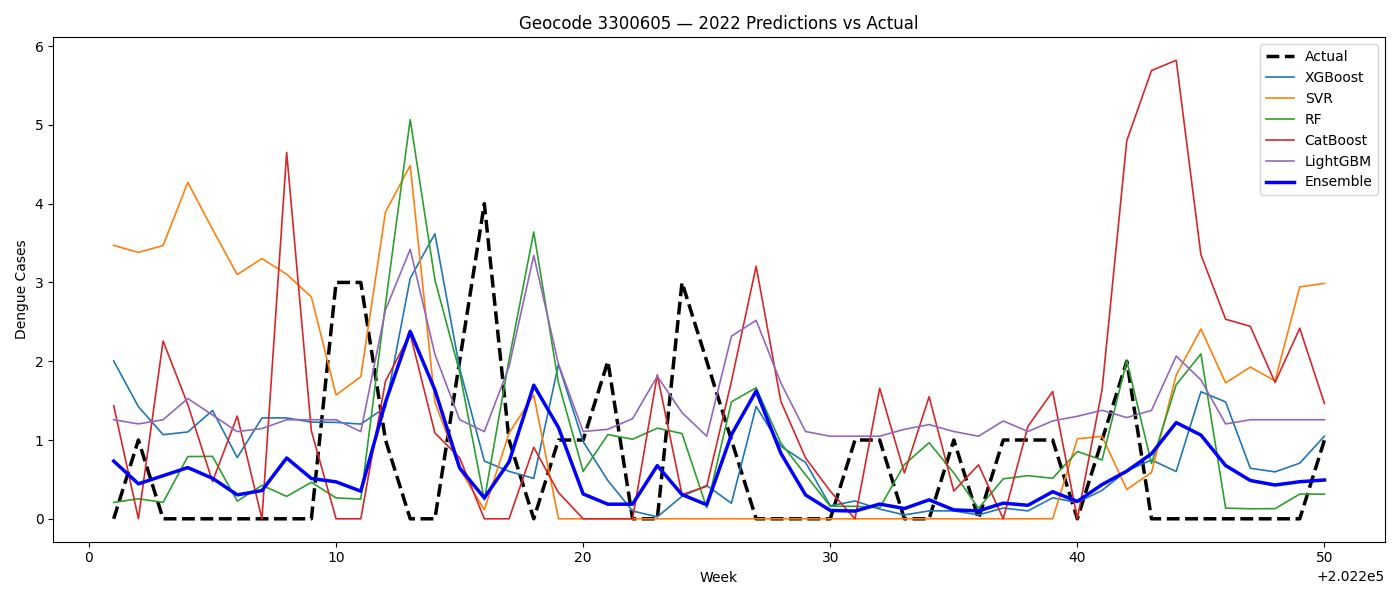 Geocode 3300605 — 2022 Predictions vs Actual
Dengue Cases
6
5
4
3
2
1
0
Actual
XGBoost
SVR
RF
CatBoost
LightGBM
Ensemble
0 10 20 30 40 50
+2.022e5
Week